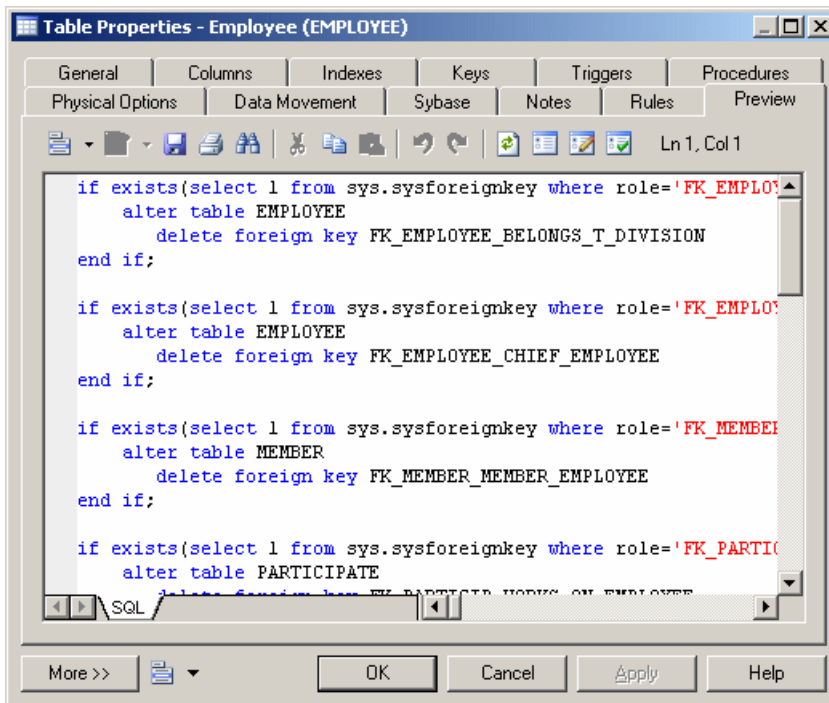 Table Properties - Employee (EMPLOYEE)
General Columns Indexes Keys Triggers Procedures
Physical Options Data Movement Sybase Notes Rules Preview
Ln 1, Col 1
if exists(select 1 from sys.sysforeignkey where role='FK_EMPLOY
alter table EMPLOYEE
delete foreign key FK_EMPLOYEE_BELONGS_T_DIVISION
end if;
if exists(select 1 from sys.sysforeignkey where role='FK_EMPLOY
alter table EMPLOYEE
delete foreign key FK_EMPLOYEE_CHIEF_EMPLOYEE
end if;
if exists(select 1 from sys.sysforeignkey where role='FK_MEMBER
alter table MEMBER
delete foreign key FK_MEMBER_MEMBER_EMPLOYEE
end if;
if exists(select 1 from sys.sysforeignkey where role='FK_PARTIC
alter table PARTICIPATE
delete foreign key FK_PARTICIP_WORKS_ON_EMPLOYEE
SQL
More >> OK Cancel Apply Help